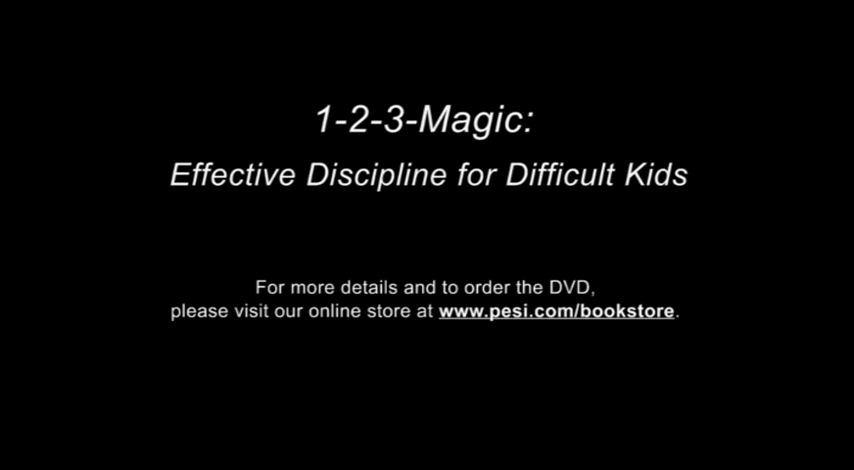 1-2-3-Magic:
Effective Discipline for Difficult Kids
For more details and to order the DVD,
please visit our online store at www.pesi.com/bookstore.